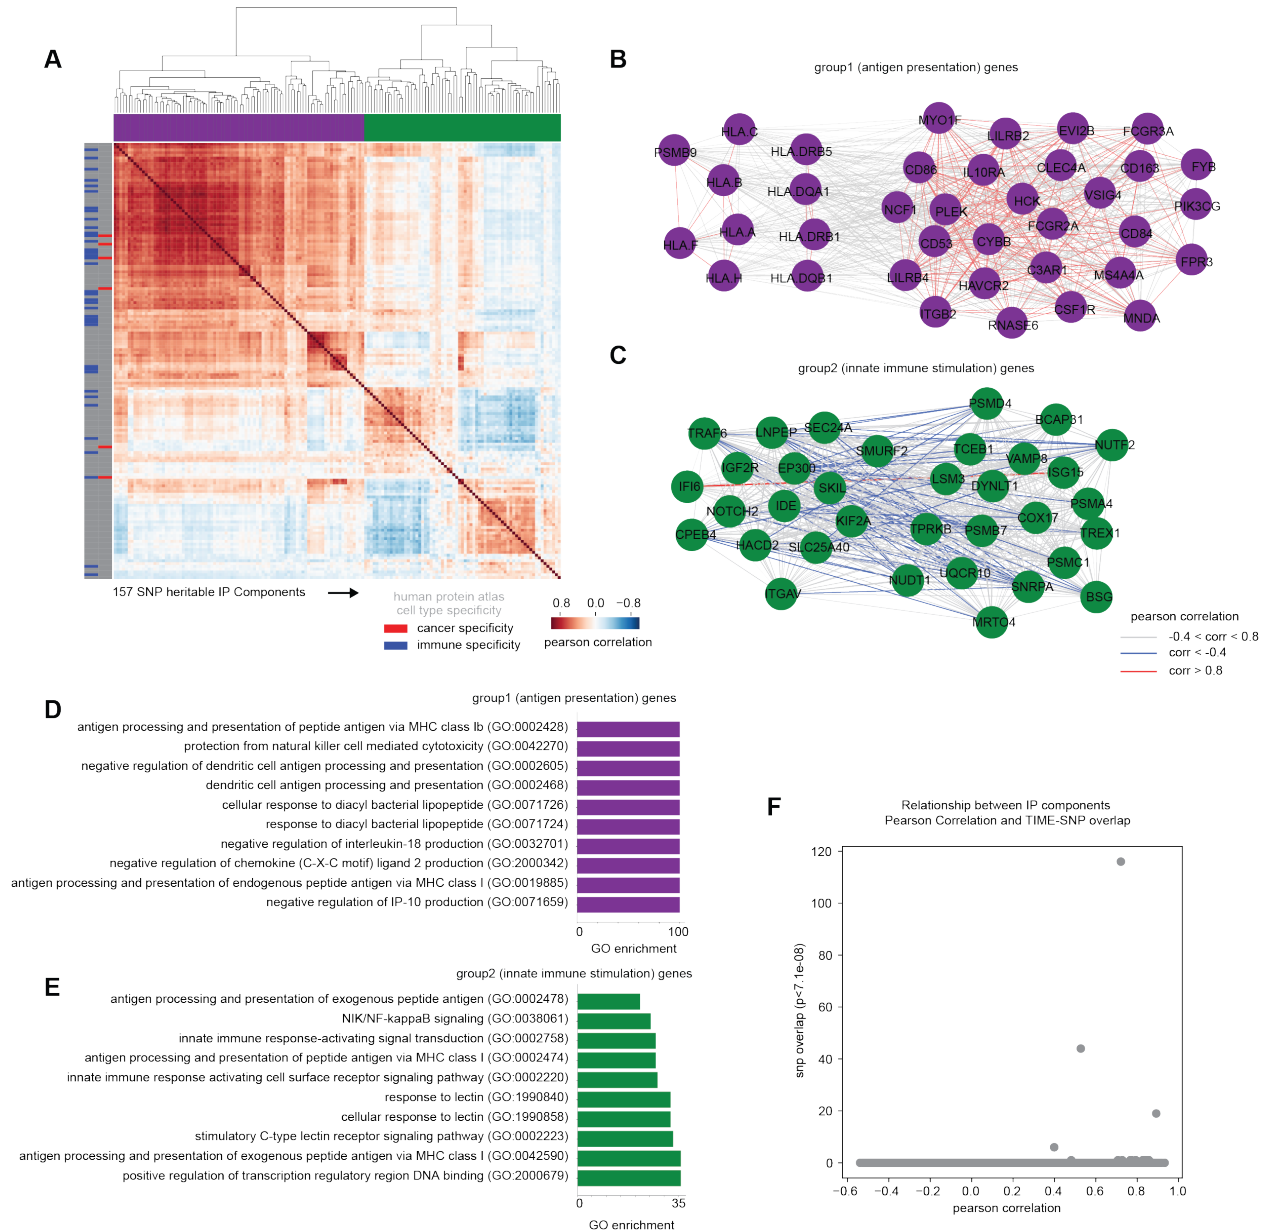 A
157 SNP heritable IP Components
human protein atlas
cell type specificity
cancer specificity
immune specificity
0.8 0.0 −0.8
pearson correlation
B
group1 (antigen presentation) genes
MYO1F
HLA.C
LILRB2
EVI2B
FCGR3A
PSMB9
HLA.DRB5
CD86
IL10RA
CLEC4A
CD163
FYB
HLA.B
HLA.DQA1
NCF1
PLEK
HCK
VSIG4
PIK3CG
FCGR2A
HLA.F
HLA.A
HLA.DRB1
CD53
CYBB
CD84
FPR3
HLA.H
HLA.DQB1
LILRB4
HAVCR2
C3AR1
MS4A4A
ITGB2
RNASE6
CSF1R
MNDA
C
group2 (innate immune stimulation) genes
PSMD4
TRAF6
LNPEP
SEC24A
BCAP31
SMURF2
TCEB1
VAMP8
NUTF2
IGF2R
EP300
ISG15
IFI6
SKIL
LSM3
DYNLT1
NOTCH2
IDE
KIF2A
COX17
PSMA4
CPEB4
HACD2
SLC25A40
TPRKB
PSMB7
TREX1
PSMC1
NUDT1
UQCR10
SNRPA
ITGAV
BSG
MRTO4
pearson correlation
-0.4 < corr < 0.8
corr < -0.4
corr > 0.8
D
group1 (antigen presentation) genes
antigen processing and presentation of peptide antigen via MHC class Ib (GO:0002428)
protection from natural killer cell mediated cytotoxicity (GO:0042270)
negative regulation of dendritic cell antigen processing and presentation (GO:0002605)
dendritic cell antigen processing and presentation (GO:0002468)
cellular response to diacyl bacterial lipopeptide (GO:0071726)
response to diacyl bacterial lipopeptide (GO:0071724)
negative regulation of interleukin-18 production (GO:0032701)
negative regulation of chemokine (C-X-C motif) ligand 2 production (GO:2000342)
antigen processing and presentation of endogenous peptide antigen via MHC class I (GO:0019885)
negative regulation of IP-10 production (GO:0071659)
0 100
GO enrichment
E
group2 (innate immune stimulation) genes
antigen processing and presentation of exogenous peptide antigen (GO:0002478)
NIK/NF-kappaB signaling (GO:0038061)
innate immune response-activating signal transduction (GO:0002758)
antigen processing and presentation of peptide antigen via MHC class I (GO:0002474)
innate immune response activating cell surface receptor signaling pathway (GO:0002220)
response to lectin (GO:1990840)
cellular response to lectin (GO:1990858)
stimulatory C-type lectin receptor signaling pathway (GO:0002223)
antigen processing and presentation of exogenous peptide antigen via MHC class I (GO:0042590)
positive regulation of transcription regulatory region DNA binding (GO:2000679)
0 35
GO enrichment
F
Relationship between IP components
Pearson Correlation and TIME-SNP overlap
snp overlap (p<7.1e-08)
120
100
80
60
40
20
0
−0.6 −0.4 −0.2 0.0 0.2 0.4 0.6 0.8 1.0
pearson correlation